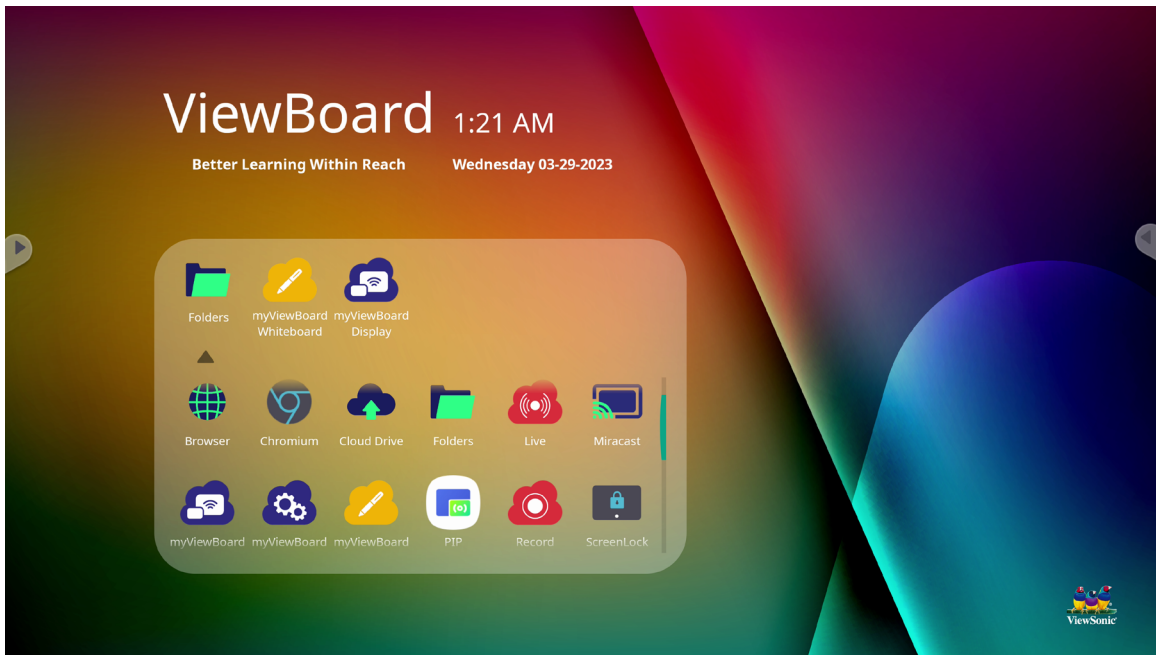 ViewBoard 1:21 AM
Better Learning Within Reach Wednesday 03-29-2023
Folders myViewBoard myViewBoard
Whiteboard Display
Browser Chromium Cloud Drive Folders Live Miracast
myViewBoard myViewBoard myViewBoard PIP Record ScreenLock
ViewSonic